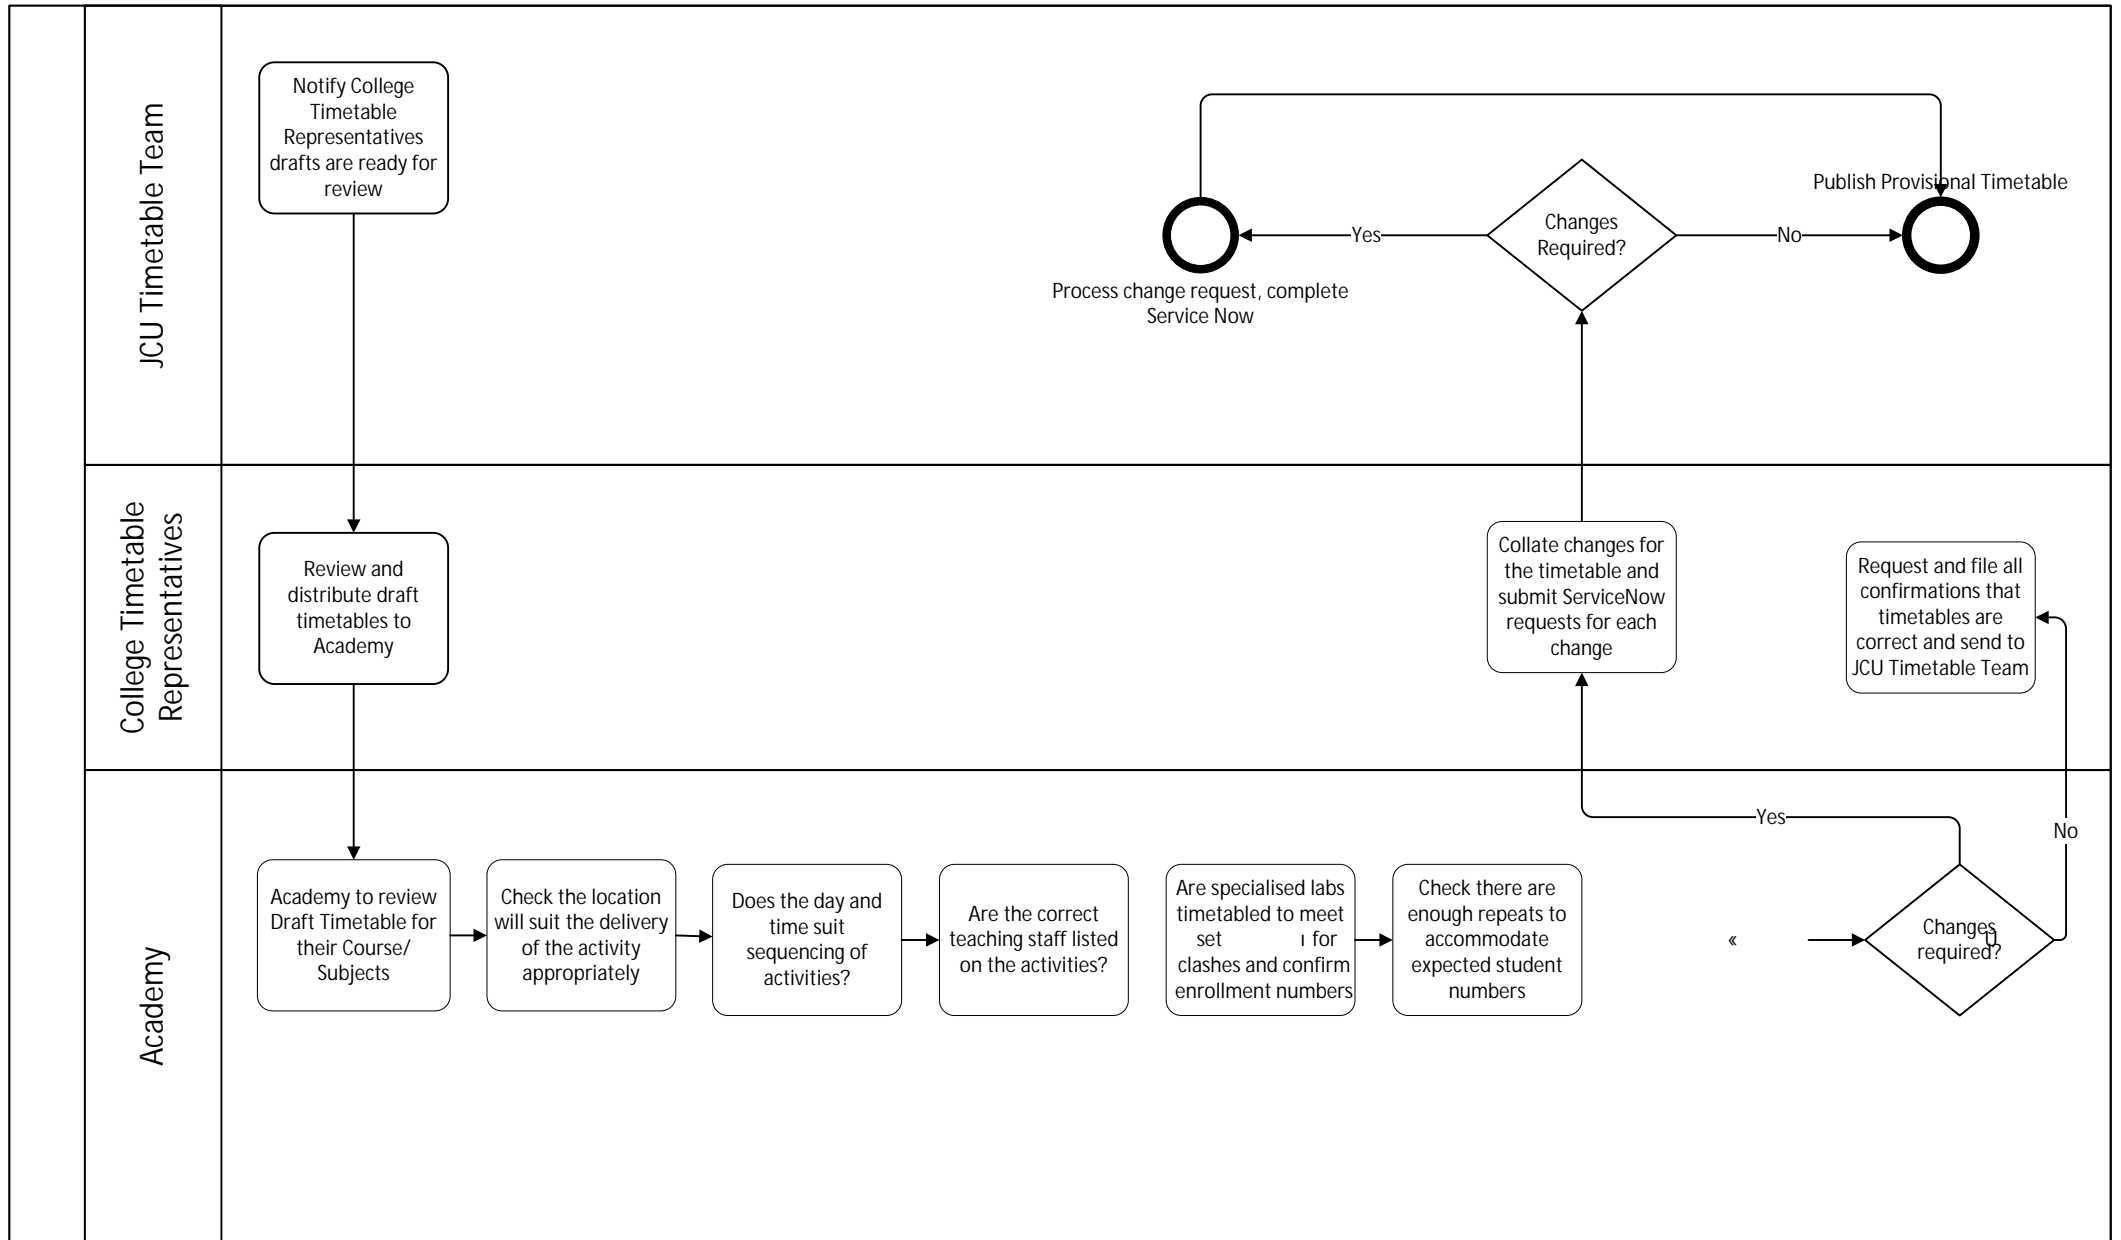 JCU Timetable Team
Notify College
Timetable
Representatives
drafts are ready for
review
Process change request, complete
Service Now
Yes
Changes
Required?
No
Publish Provisional Timetable
College Timetable
Representatives
Review and
distribute draft
timetables to
Academy
Collate changes for
the timetable and
submit ServiceNow
requests for each
change
Request and file all
confirmations that
timetables are
correct and send to
JCU Timetable Team
Academy
Academy to review
Draft Timetable for
their Course/
Subjects
Check the location
will suit the delivery
of the activity
appropriately
Does the day and
time suit
sequencing of
activities?
Are the correct
teaching staff listed
on the activities?
Are specialised labs
timetabled to meet
set for
clashes and confirm
enrollment numbers
Check there are
enough repeats to
accommodate
expected student
numbers
«
Changes
required?
Yes
No